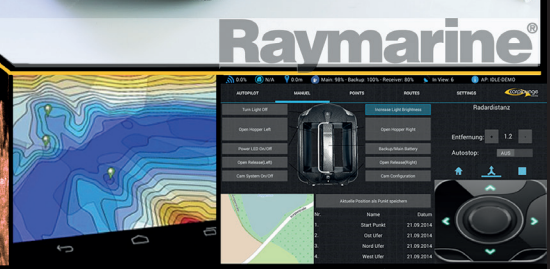 Raymarine®
0.0% N/A 0.0m Main: 98% - Backup: 100% - Reseiver: 80% In View: 6 AP: IDLE-DEMO
AUTOPILOT MANUEL POINTS ROUTES SETTINGS
Turn Light Off
Increase Light Brightness
Radardistanz
Open Hopper Left
Open Hopper Right
Entfernung: + 1.2 -
Power LED On/Off
Backup/Main Battery
Autostop: AUS
Open Release(Left)
Open Release(Right)
Cam System On/Off
Cam Configuration
Aktuelle Position als Punkt speichern
Nr. Name Datum
1. Start Punkt 21.09.2014
2. Ost Ufer 21.09.2014
3. Nord Ufer 21.09.2014
4. West Ufer 21.09.2014